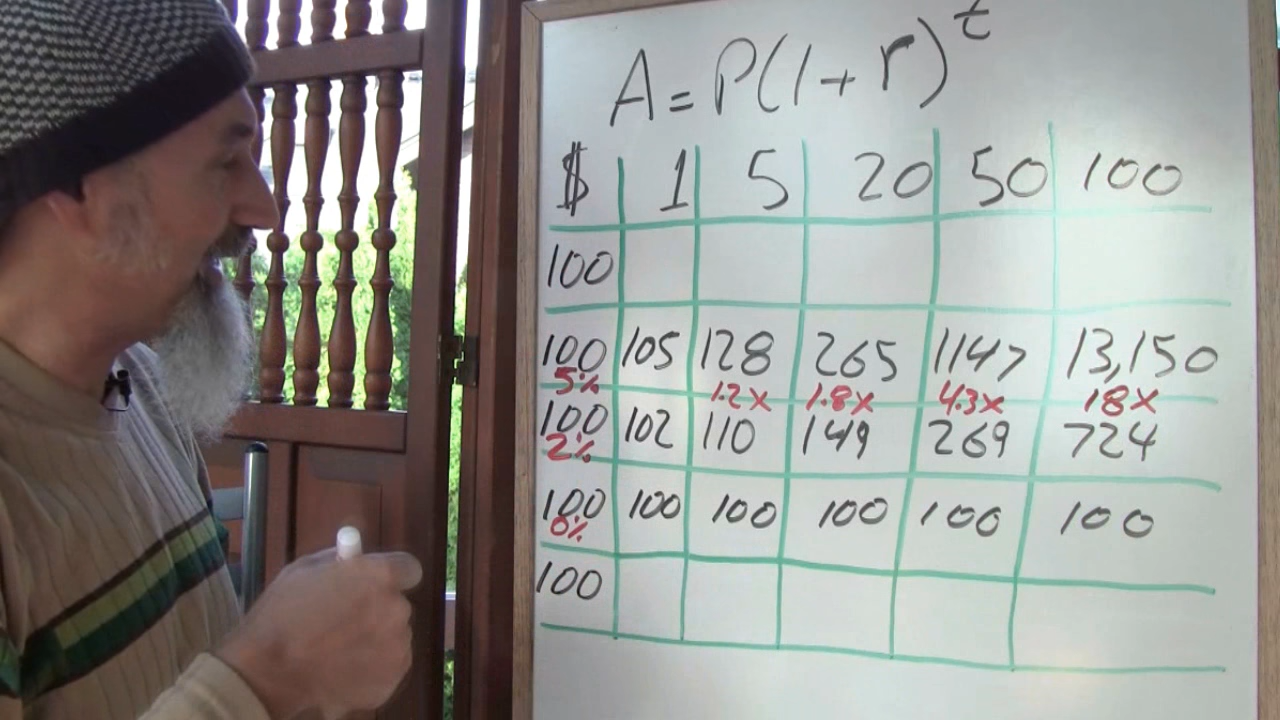 A = P(1 + r)^t
$ 1 5 20 50 100
100
100 105 128 265 1147 13,150
5% 1.2x 1.8x 4.3x 18x
100 102 110 149 269 724
2%
100 100 100 100 100 100
0%
100